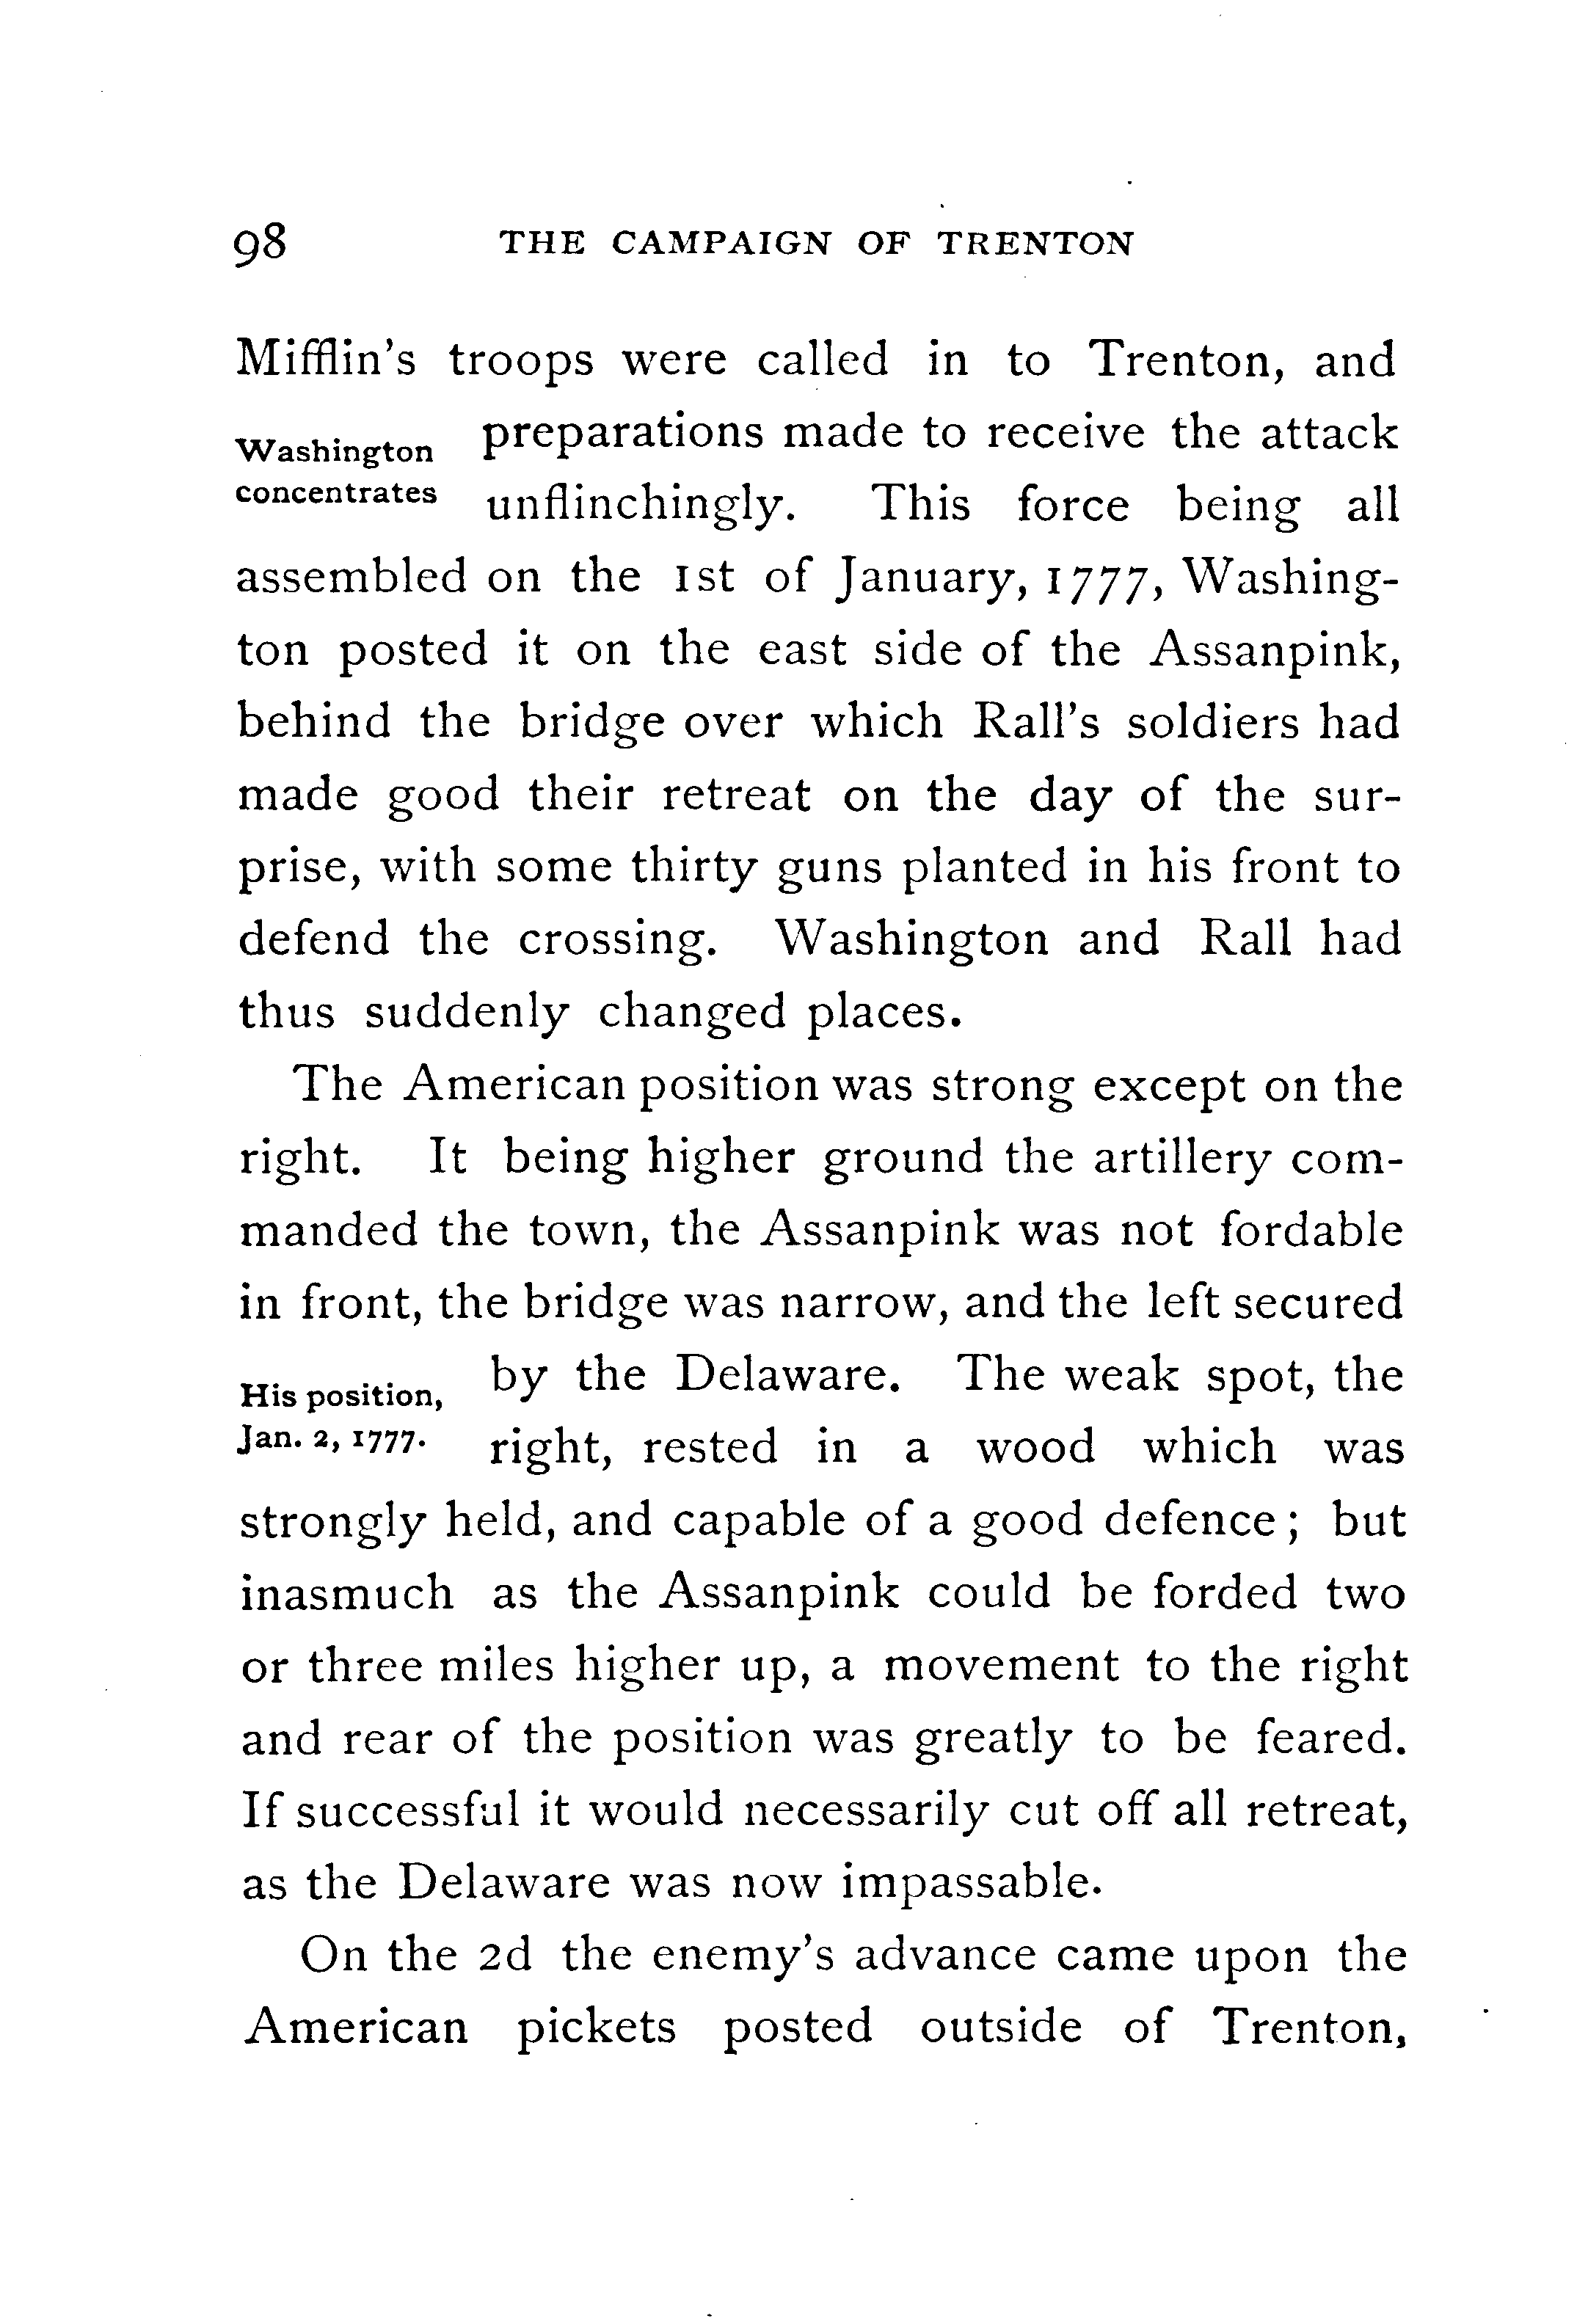 98 THE CAMPAIGN OF TRENTON
Mifflin's troops were called in to Trenton, and
Washington
concentrates
preparations made to receive the attack
unflinchingly. This force being all
assembled on the 1st of January, 1777, Washing-
ton posted it on the east side of the Assanpink,
behind the bridge over which Rall's soldiers had
made good their retreat on the day of the sur-
prise, with some thirty guns planted in his front to
defend the crossing. Washington and Rall had
thus suddenly changed places.
The American position was strong except on the
right. It being higher ground the artillery com-
manded the town, the Assanpink was not fordable
in front, the bridge was narrow, and the left secured
His position,
Jan. 2, 1777.
by the Delaware. The weak spot, the
right, rested in a wood which was
strongly held, and capable of a good defence; but
inasmuch as the Assanpink could be forded two
or three miles higher up, a movement to the right
and rear of the position was greatly to be feared.
If successful it would necessarily cut off all retreat,
as the Delaware was now impassable.
On the 2d the enemy's advance came upon the
American pickets posted outside of Trenton,